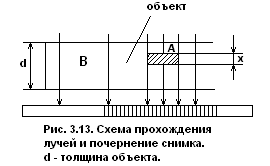 объект
А
d
В
х
Рис. 3.13. Схема прохождения
лучей и почернение снимка.
d - толщина объекта.